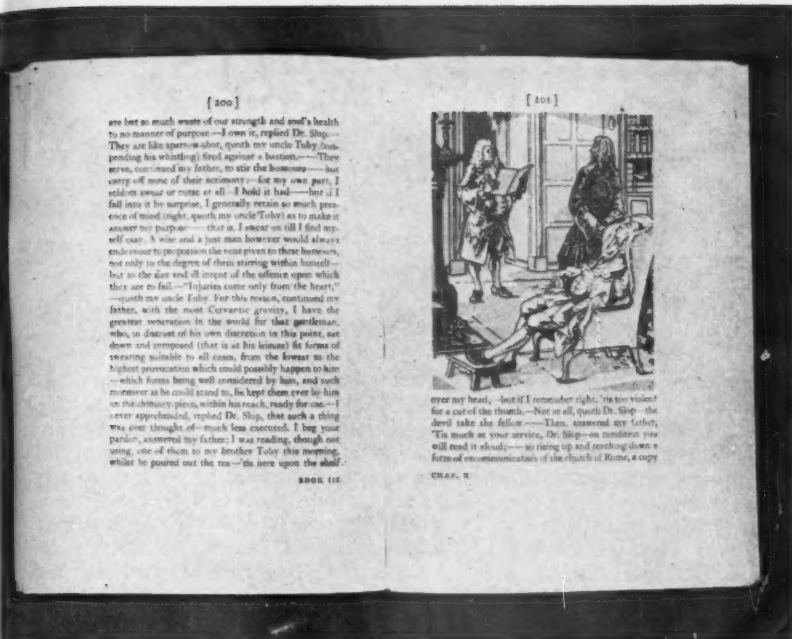 [ 200 ]
are but so much waste of our strength and soul's health
to no manner of purpose.—I own it, replied Dr. Slop.—
They are like sparrow-shot, quoth my uncle Toby (sus-
pending his whistling) fired against a bastion.——They
serve, continued my father, to stir the humours——but
carry off none of their acrimony:—for my own part, I
seldom swear or curse at all—I hold it bad——but if I
fall into it by surprise, I generally retain so much pres-
ence of mind (right, quoth my uncle Toby) as to make it
answer my purpose——that is, I swear on till I find my-
self easy. A wise and a just man however would always
endeavour to proportion the vent given to these humours,
not only to the degree of them stirring within himself—
but to the size and ill intent of the offence upon which
they are to fall.—"Injuries come only from the heart,"
—quoth my uncle Toby. For this reason, continued my
father, with the most Cervantic gravity, I have the
greatest veneration in the world for that gentleman,
who, in distrust of his own discretion in this point, sat
down and composed (that is at his leisure) fit forms of
swearing suitable to all cases, from the lowest to the
highest provocation which could possibly happen to him
—which forms being well considered by him, and such
moreover as he could stand to, he kept them ever by him
on the chimney-piece, within his reach, ready for use.—I
never apprehended, replied Dr. Slop, that such a thing
was ever thought of—much less executed. I beg your
pardon, answered my father; I was reading, though not
using, one of them to my brother Toby this morning,
whilst he poured out the tea—'tis here upon the shelf
BOOK III
[ 201 ]
over my head,—but if I remember right, 'tis too violent
for a cut of the thumb.—Not at all, quoth Dr. Slop—the
devil take the fellow.——Then, answered my father,
'Tis much at your service, Dr. Slop—on condition you
will read it aloud;——so rising up and reaching down a
form of excommunication of the church of Rome, a copy
CHAP. X